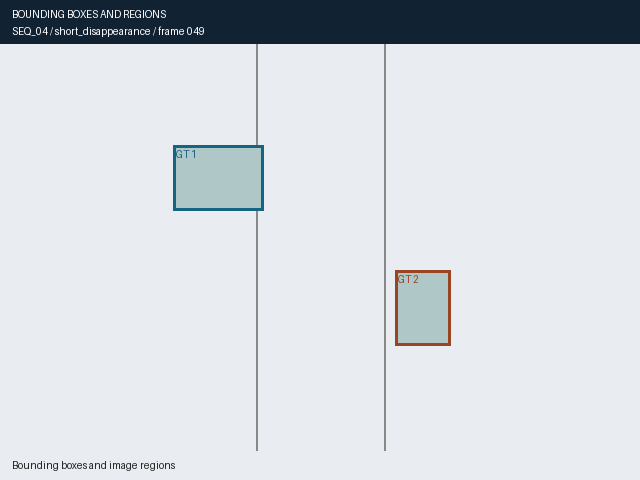 BOUNDING BOXES AND REGIONS
SEQ_04 / short_disappearance / frame 049
GT1
GT2
Bounding boxes and image regions